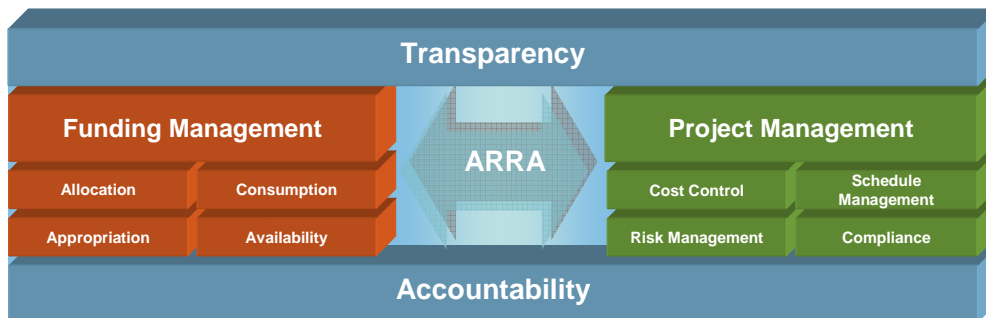 Transparency
Funding Management
ARRA
Project Management
Allocation
Consumption
Appropriation
Availability
Cost Control
Schedule
Management
Risk Management
Compliance
Accountability